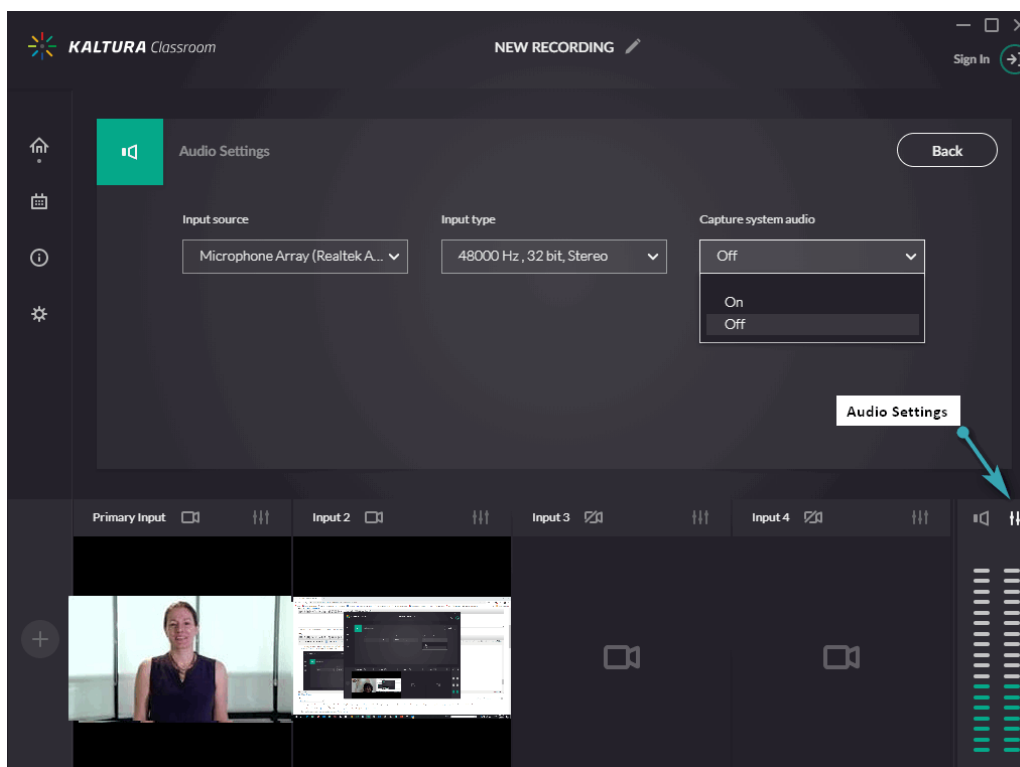 KALTURA Classroom
NEW RECORDING
Sign In
Audio Settings
Back
Input source
Input type
Capture system audio
Microphone Array (Realtek A...
48000 Hz , 32 bit, Stereo
Off
On
Off
Audio Settings
Primary Input
Input 2
Input 3
Input 4